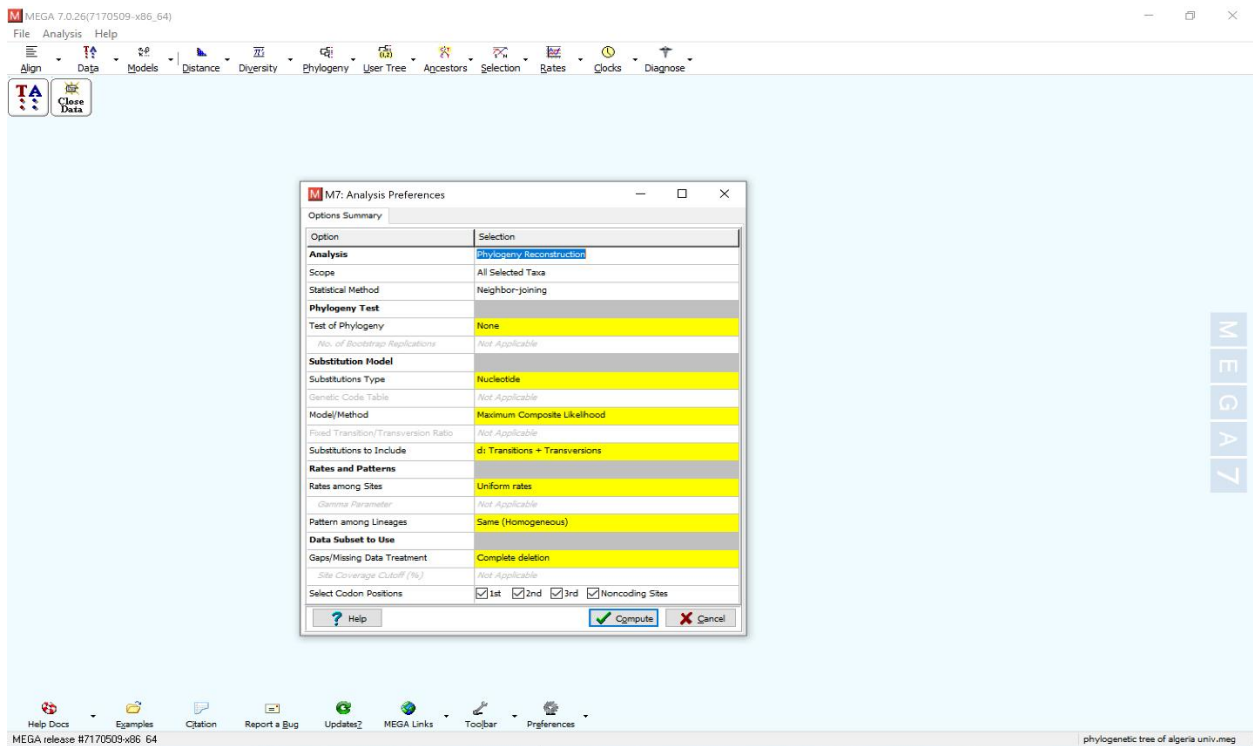 M MEGA 7.0.26(7170509-x86_64)
File Analysis Help
Align Data Models Distance Diversity Phylogeny User Tree Ancestors Selection Rates Clocks Diagnose
TA
Close Data
M M7: Analysis Preferences
Options Summary
Option Selection
Analysis Phylogeny Reconstruction
Scope All Selected Taxa
Statistical Method Neighbor-joining
Phylogeny Test
Test of Phylogeny None
No. of Bootstrap Replications Not Applicable
Substitution Model
Substitutions Type Nucleotide
Genetic Code Table Not Applicable
Model/Method Maximum Composite Likelihood
Fixed Transition/Transversion Ratio Not Applicable
Substitutions to Include d: Transitions + Transversions
Rates and Patterns
Rates among Sites Uniform rates
Gamma Parameter Not Applicable
Pattern among Lineages Same (Homogeneous)
Data Subset to Use
Gaps/Missing Data Treatment Complete deletion
Site Coverage Cutoff (%) Not Applicable
Select Codon Positions 1st 2nd 3rd Noncoding Sites
? Help Compute Cancel
MEGA7
Help Docs Examples Citation Report a Bug Updates? MEGA Links Toolbar Preferences
MEGA release #7170509-x86_64 phylogenetic tree of algeria univ.meg